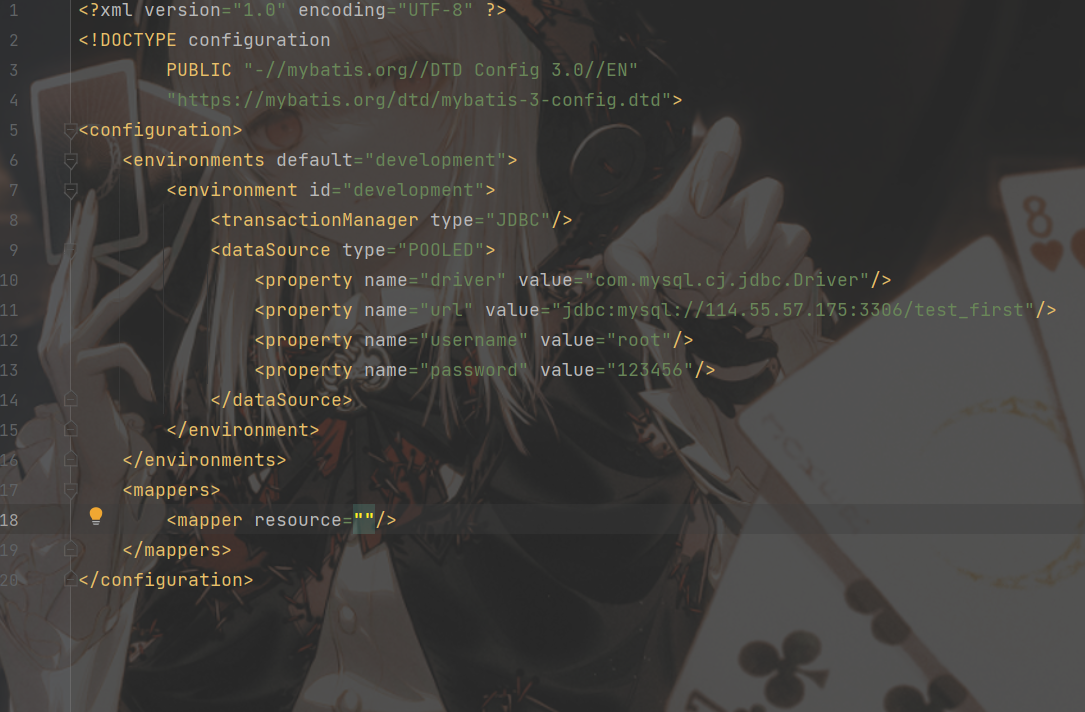 1 <?xml version="1.0" encoding="UTF-8" ?>
2 <!DOCTYPE configuration
3 PUBLIC "-//mybatis.org//DTD Config 3.0//EN"
4 "https://mybatis.org/dtd/mybatis-3-config.dtd">
5 <configuration>
6 <environments default="development">
7 <environment id="development">
8 <transactionManager type="JDBC"/>
9 <dataSource type="POOLED">
10 <property name="driver" value="com.mysql.cj.jdbc.Driver"/>
11 <property name="url" value="jdbc:mysql://114.55.57.175:3306/test_first"/>
12 <property name="username" value="root"/>
13 <property name="password" value="123456"/>
14 </dataSource>
15 </environment>
16 </environments>
17 <mappers>
18 <mapper resource=""/>
19 </mappers>
20 </configuration>
8